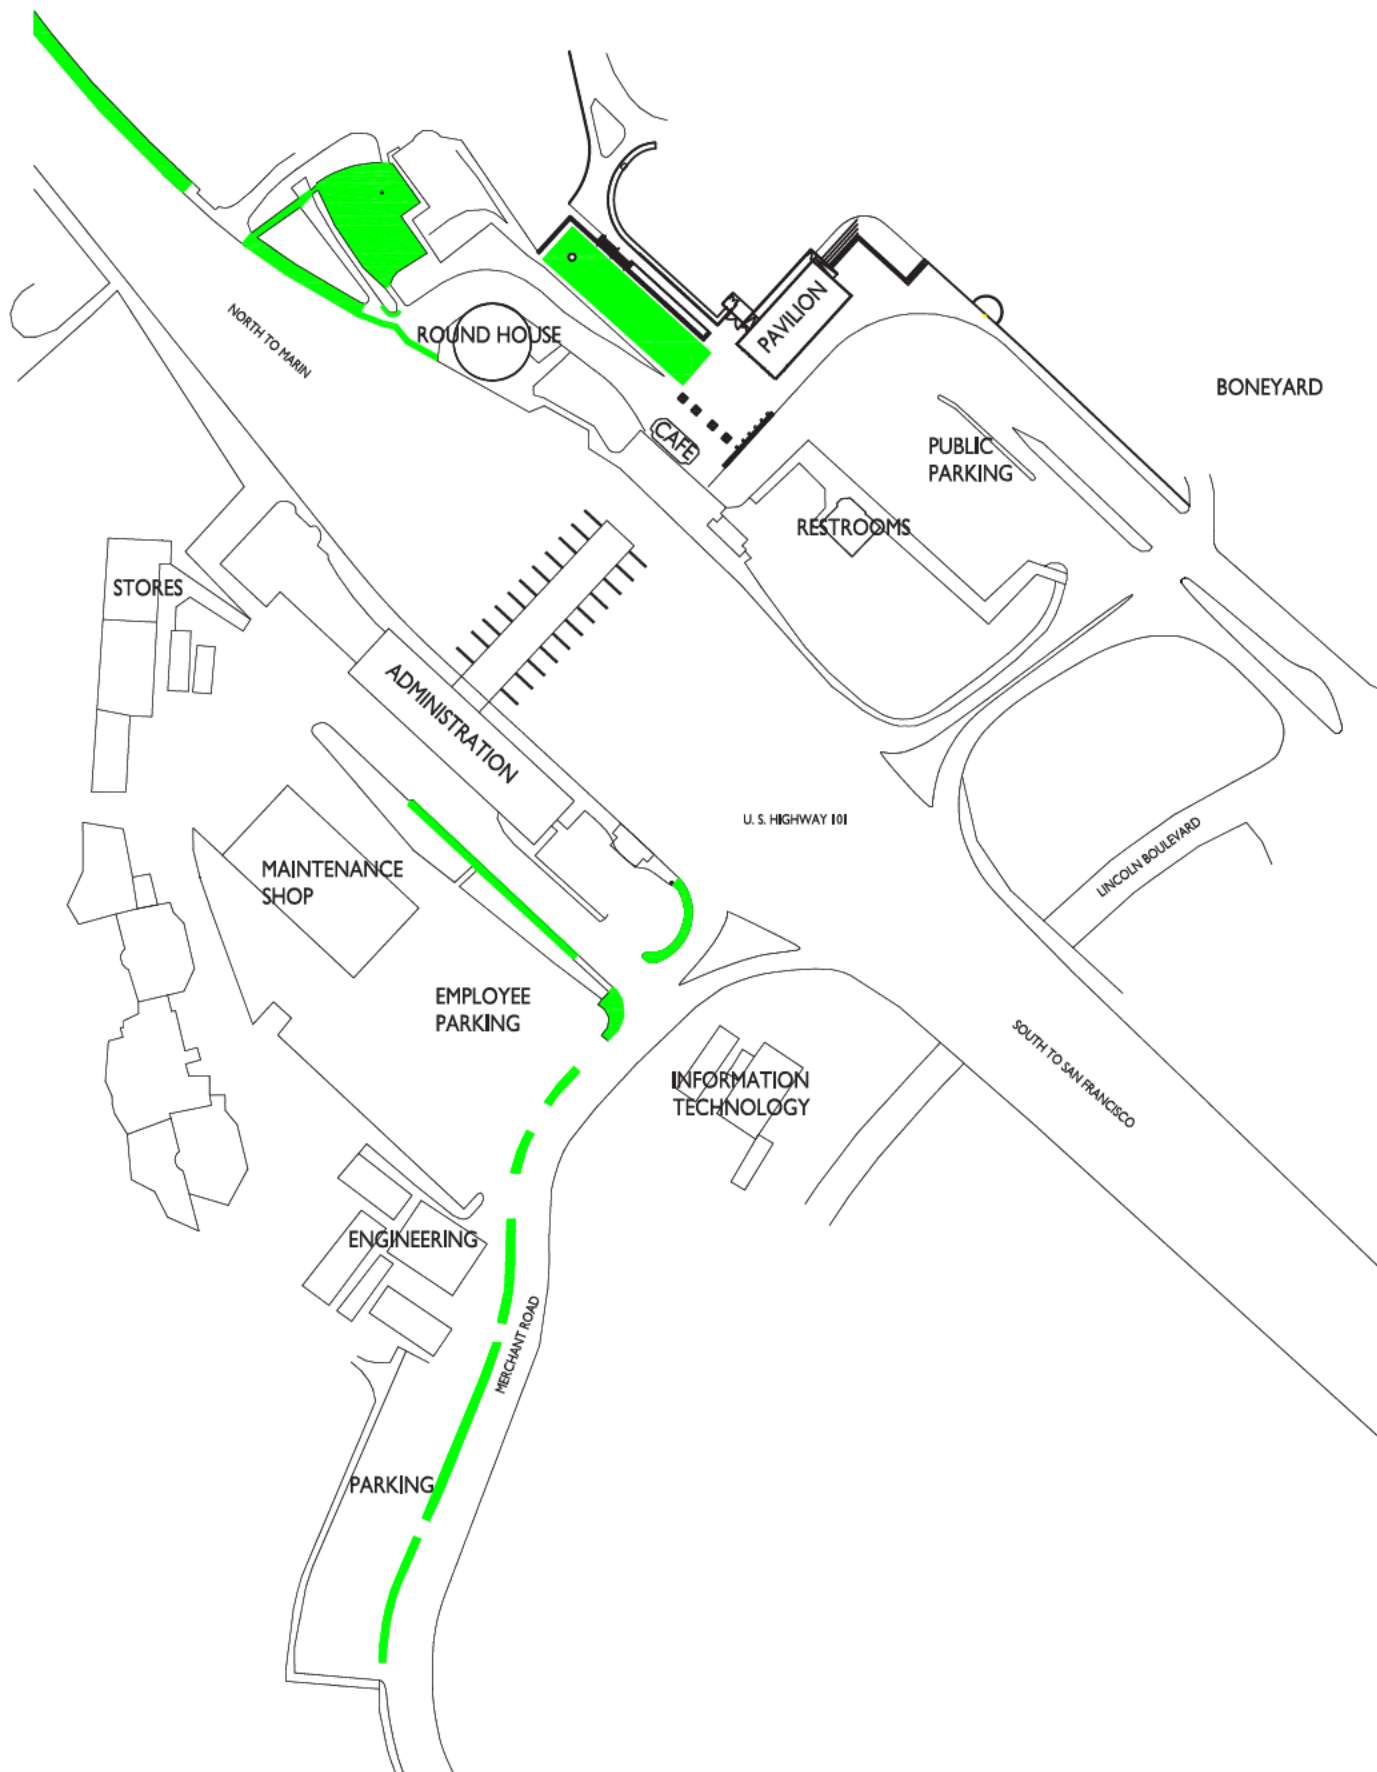 NORTH TO MARIN
ROUND HOUSE
PAVILION
BONEYARD
CAFE
PUBLIC
PARKING
RESTROOMS
STORES
ADMINISTRATION
U. S. HIGHWAY 101
LINCOLN BOULEVARD
MAINTENANCE
SHOP
EMPLOYEE
PARKING
SOUTH TO SAN FRANCISCO
INFORMATION
TECHNOLOGY
ENGINEERING
MERCHANT ROAD
PARKING